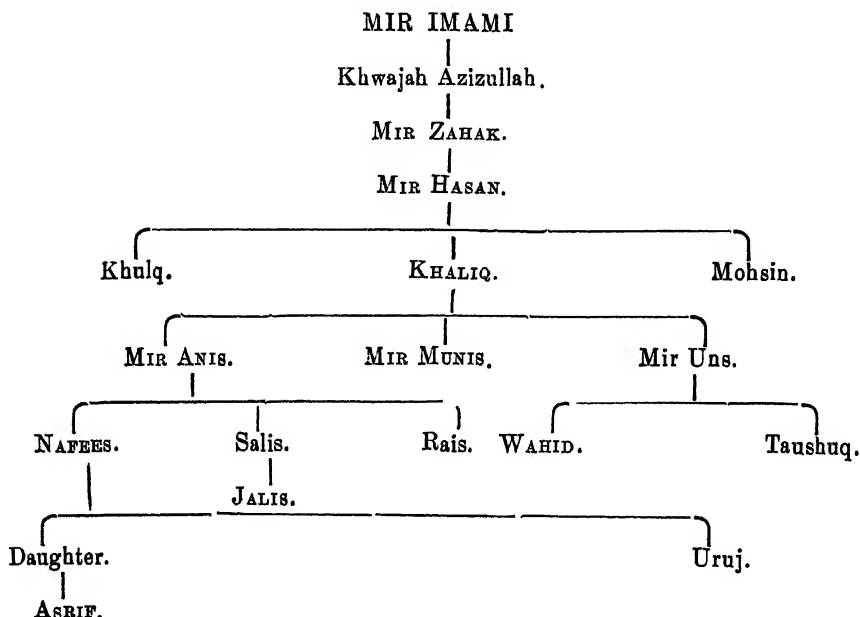 MIR IMAMI
Khwajah Azizullah.
MIR ZAHAK.
MIR HASAN.
Khulq. KHALIQ. Mohsin.
MIR ANIS. MIR MUNIS. Mir Uns.
NAFEES. Salis. Rais. WAHID. Taushuq.
JALIS.
Daughter. Uruj.
ASRIF.